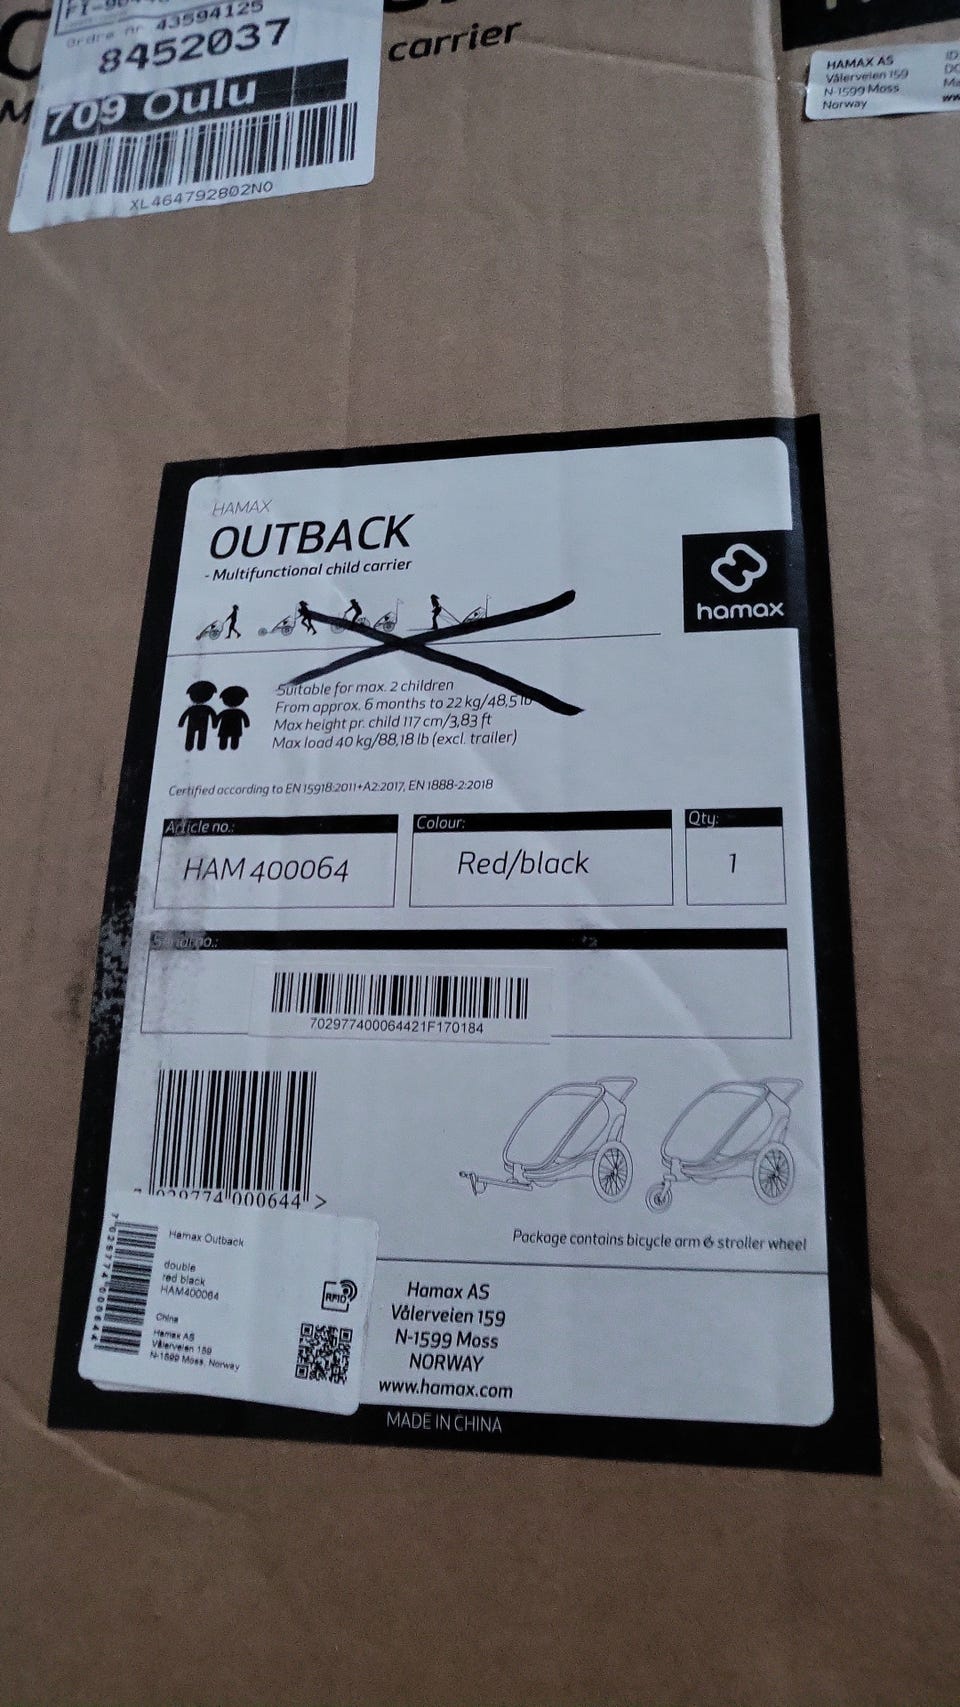 Ordre nr 43594125
8452037
709 Oulu
XL464792802NO
carrier
HAMAX AS
Vålerveien 159
N-1599 Moss
Norway
HAMAX
OUTBACK
- Multifunctional child carrier
hamax
Suitable for max. 2 children
From approx. 6 months to 22 kg/48,5 lb
Max height pr. child 117 cm/3,83 ft
Max load 40 kg/88,18 lb (excl. trailer)
Certified according to EN 15918:2011+A2:2017, EN 1888-2:2018
Article no.: Colour: Qty:
HAM 400064 Red/black 1
Serial no.:
702977400064421F170184
7 029774 000644 >
Package contains bicycle arm & stroller wheel
7029774000644
Hamax Outback
double
red black
HAM400064
China
Hamax AS
Vålerveien 159
N-1599 Moss, Norway
RFID
Hamax AS
Vålerveien 159
N-1599 Moss
NORWAY
www.hamax.com
MADE IN CHINA